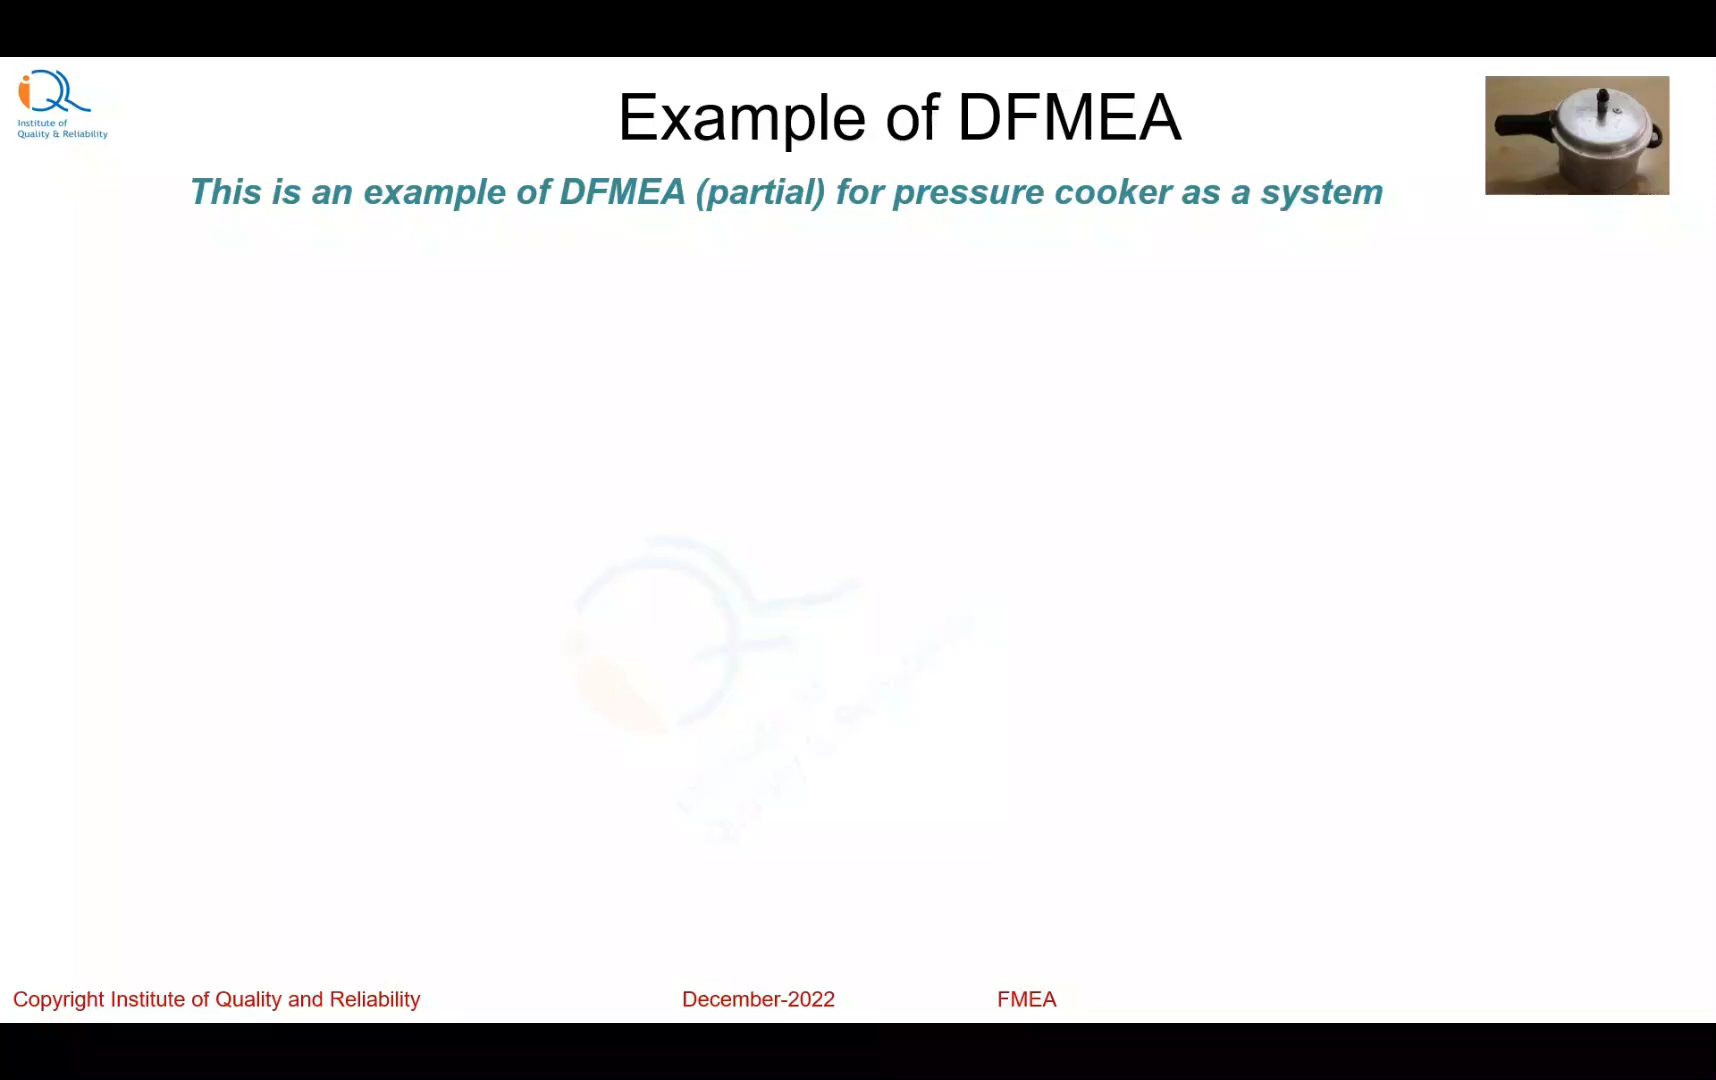 Institute of
Quality & Reliability
Example of DFMEA
This is an example of DFMEA (partial) for pressure cooker as a system
Copyright Institute of Quality and Reliability
December-2022
FMEA